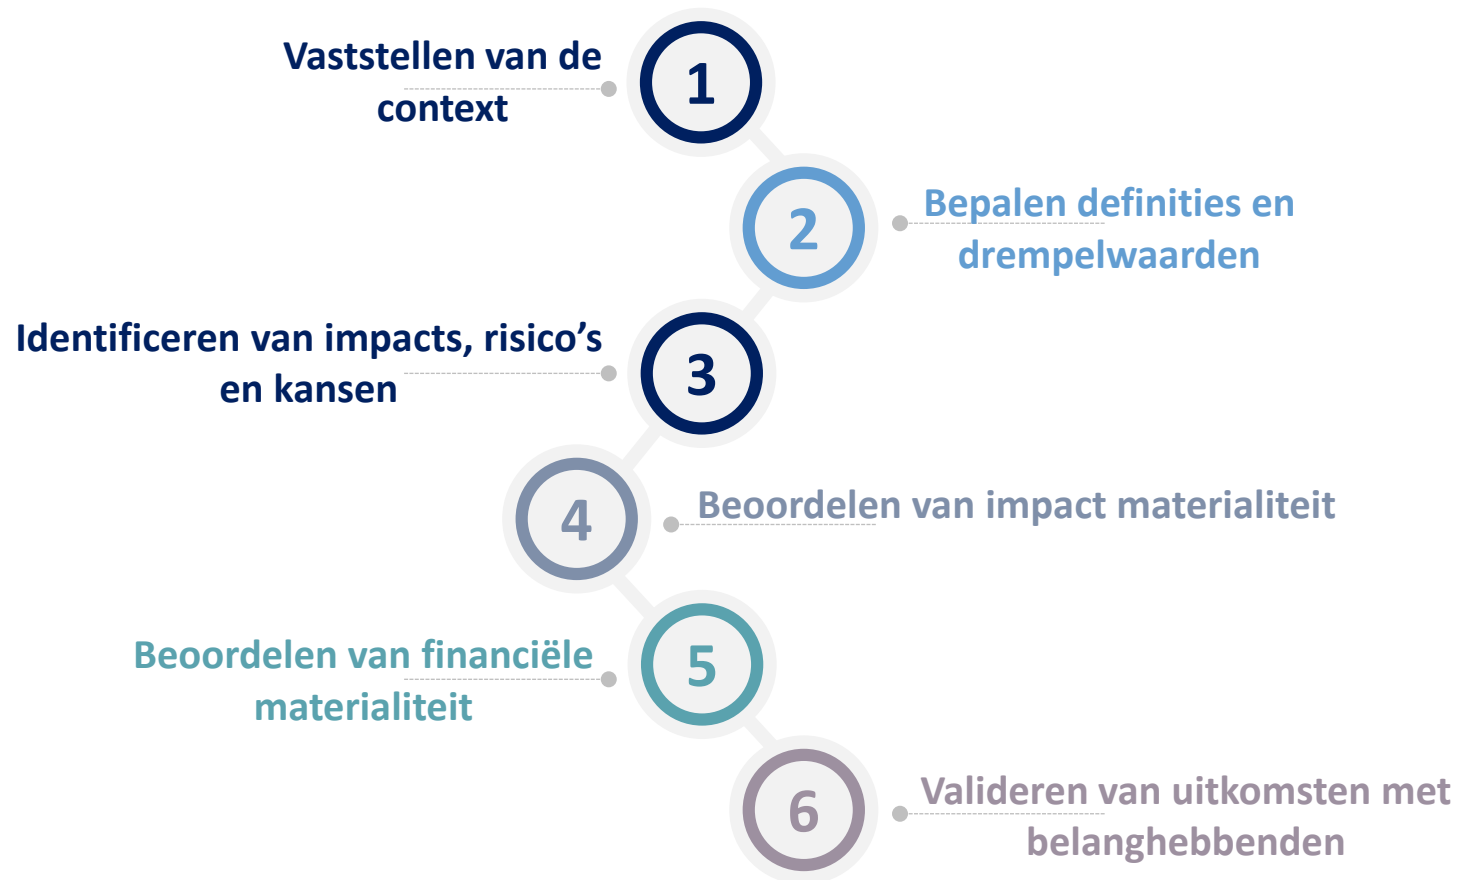 Vaststellen van de
context
1
2
Bepalen definities en
drempelwaarden
Identificeren van impacts, risico’s
en kansen
3
4
Beoordelen van impact materialiteit
Beoordelen van financiële
materialiteit
5
6
Valideren van uitkomsten met
belanghebbenden